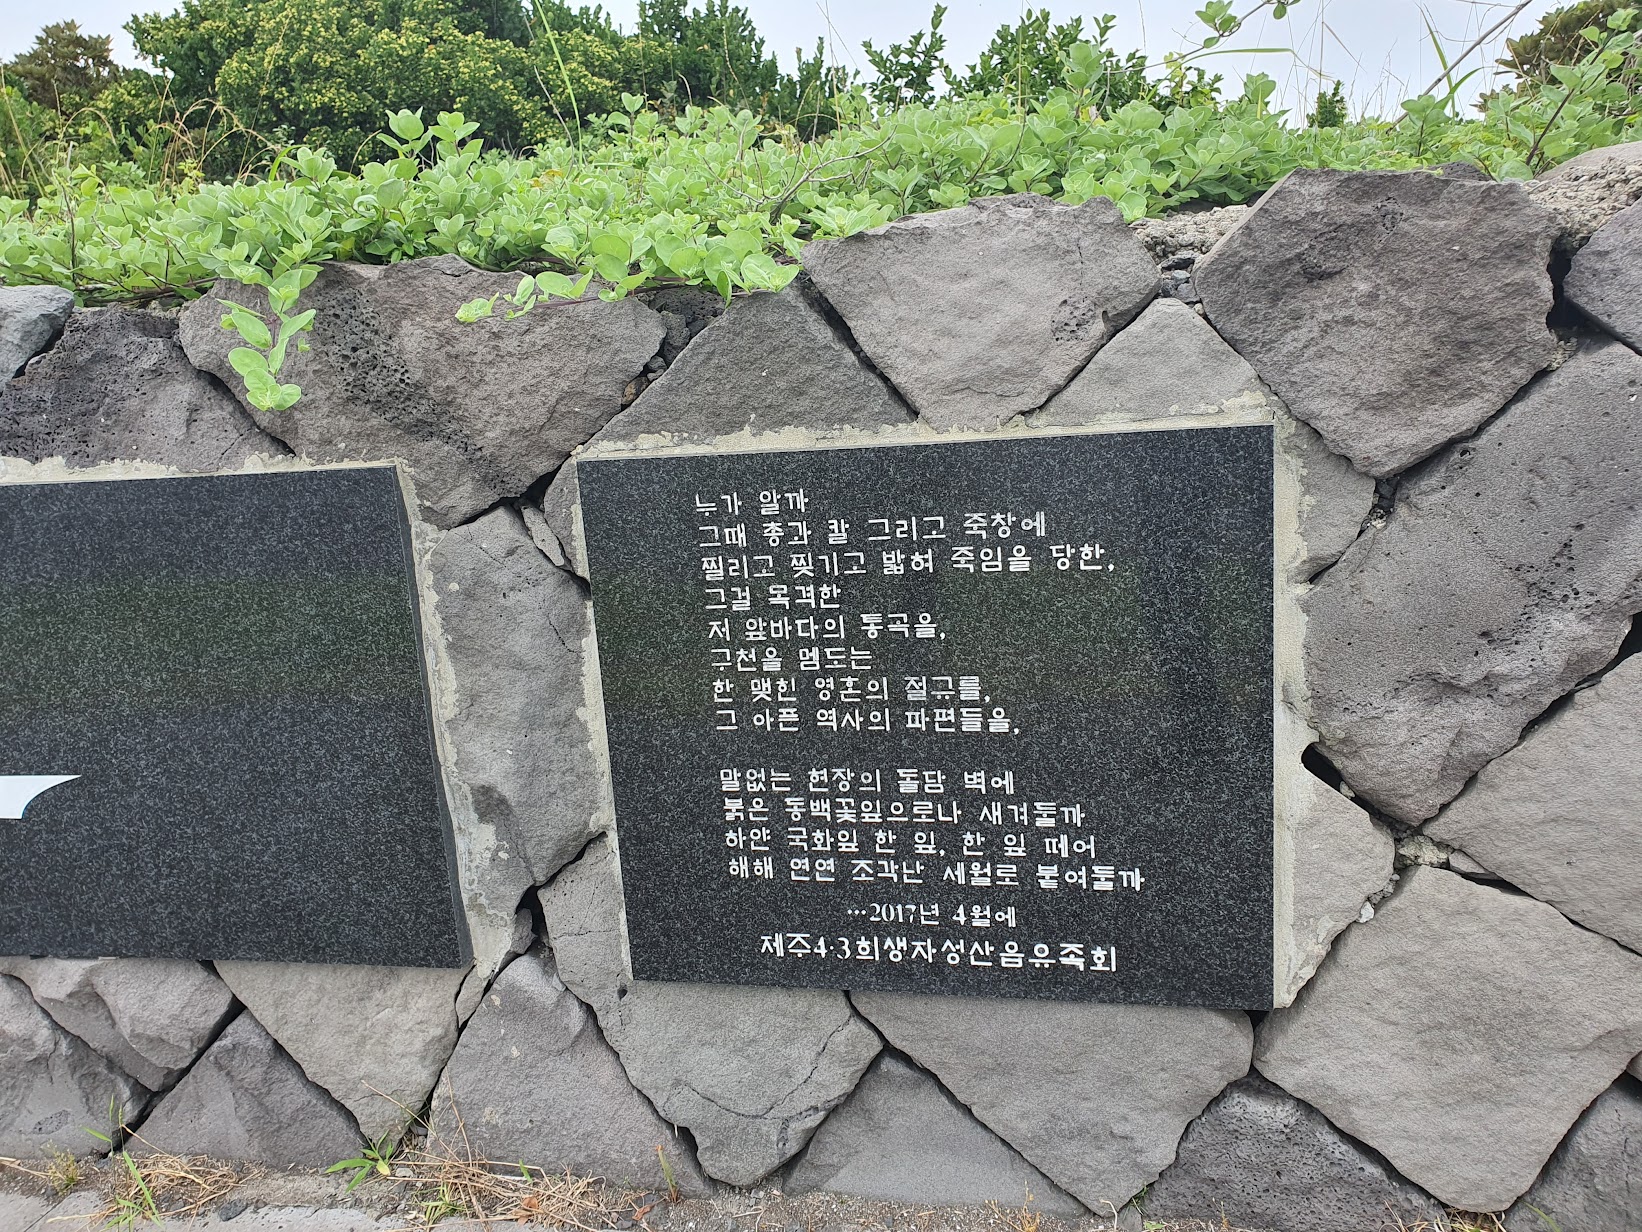 누가 알까
그때 총과 칼 그리고 죽창에
찔리고 찢기고 밟혀 죽임을 당한,
그걸 목격한
저 앞바다의 통곡을,
구천을 멤도는
한 맺힌 영혼의 절규를,
그 아픈 역사의 파편들을,
말없는 현장의 돌담 벽에
붉은 동백꽃잎으로나 새겨둘까
하얀 국화잎 한 잎, 한 잎 떼어
해해 연연 조각난 세월로 붙여둘까
…2017년 4월에
제주4·3희생자성산읍유족회